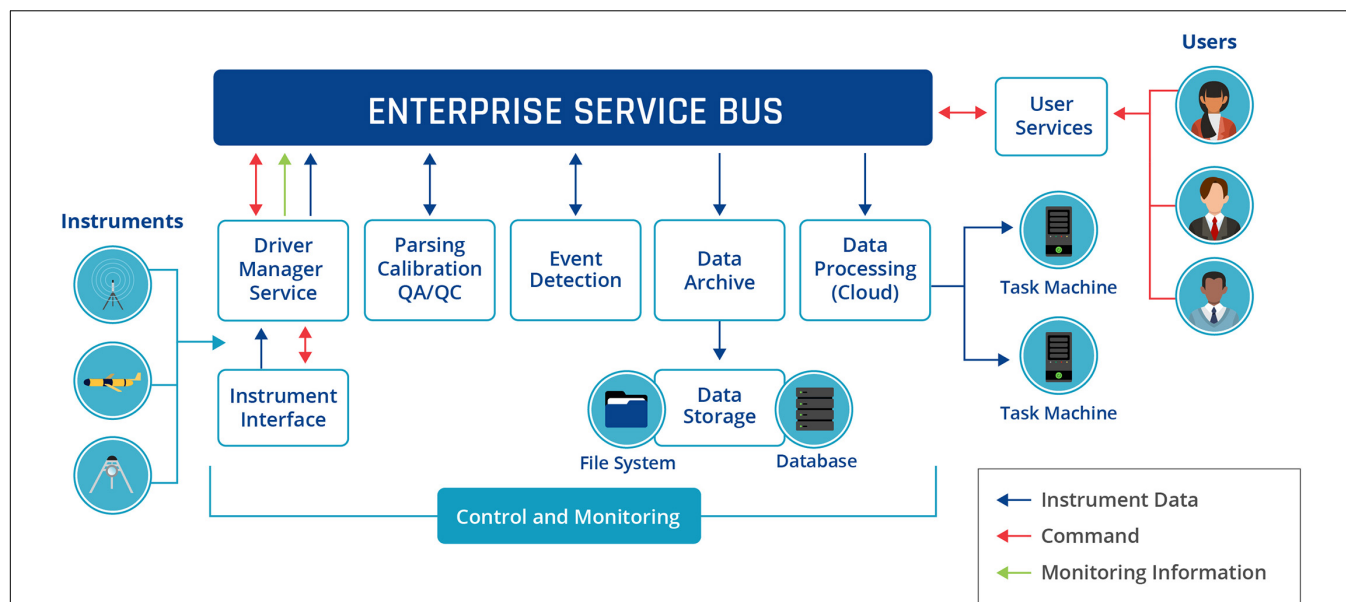 Users
ENTERPRISE SERVICE BUS
User
Services
Instruments
Driver
Manager
Service
Parsing
Calibration
QA/QC
Event
Detection
Data
Archive
Data
Processing
(Cloud)
Task Machine
Task Machine
Instrument
Interface
Data
Storage
File System
Database
Control and Monitoring
Instrument Data
Command
Monitoring Information